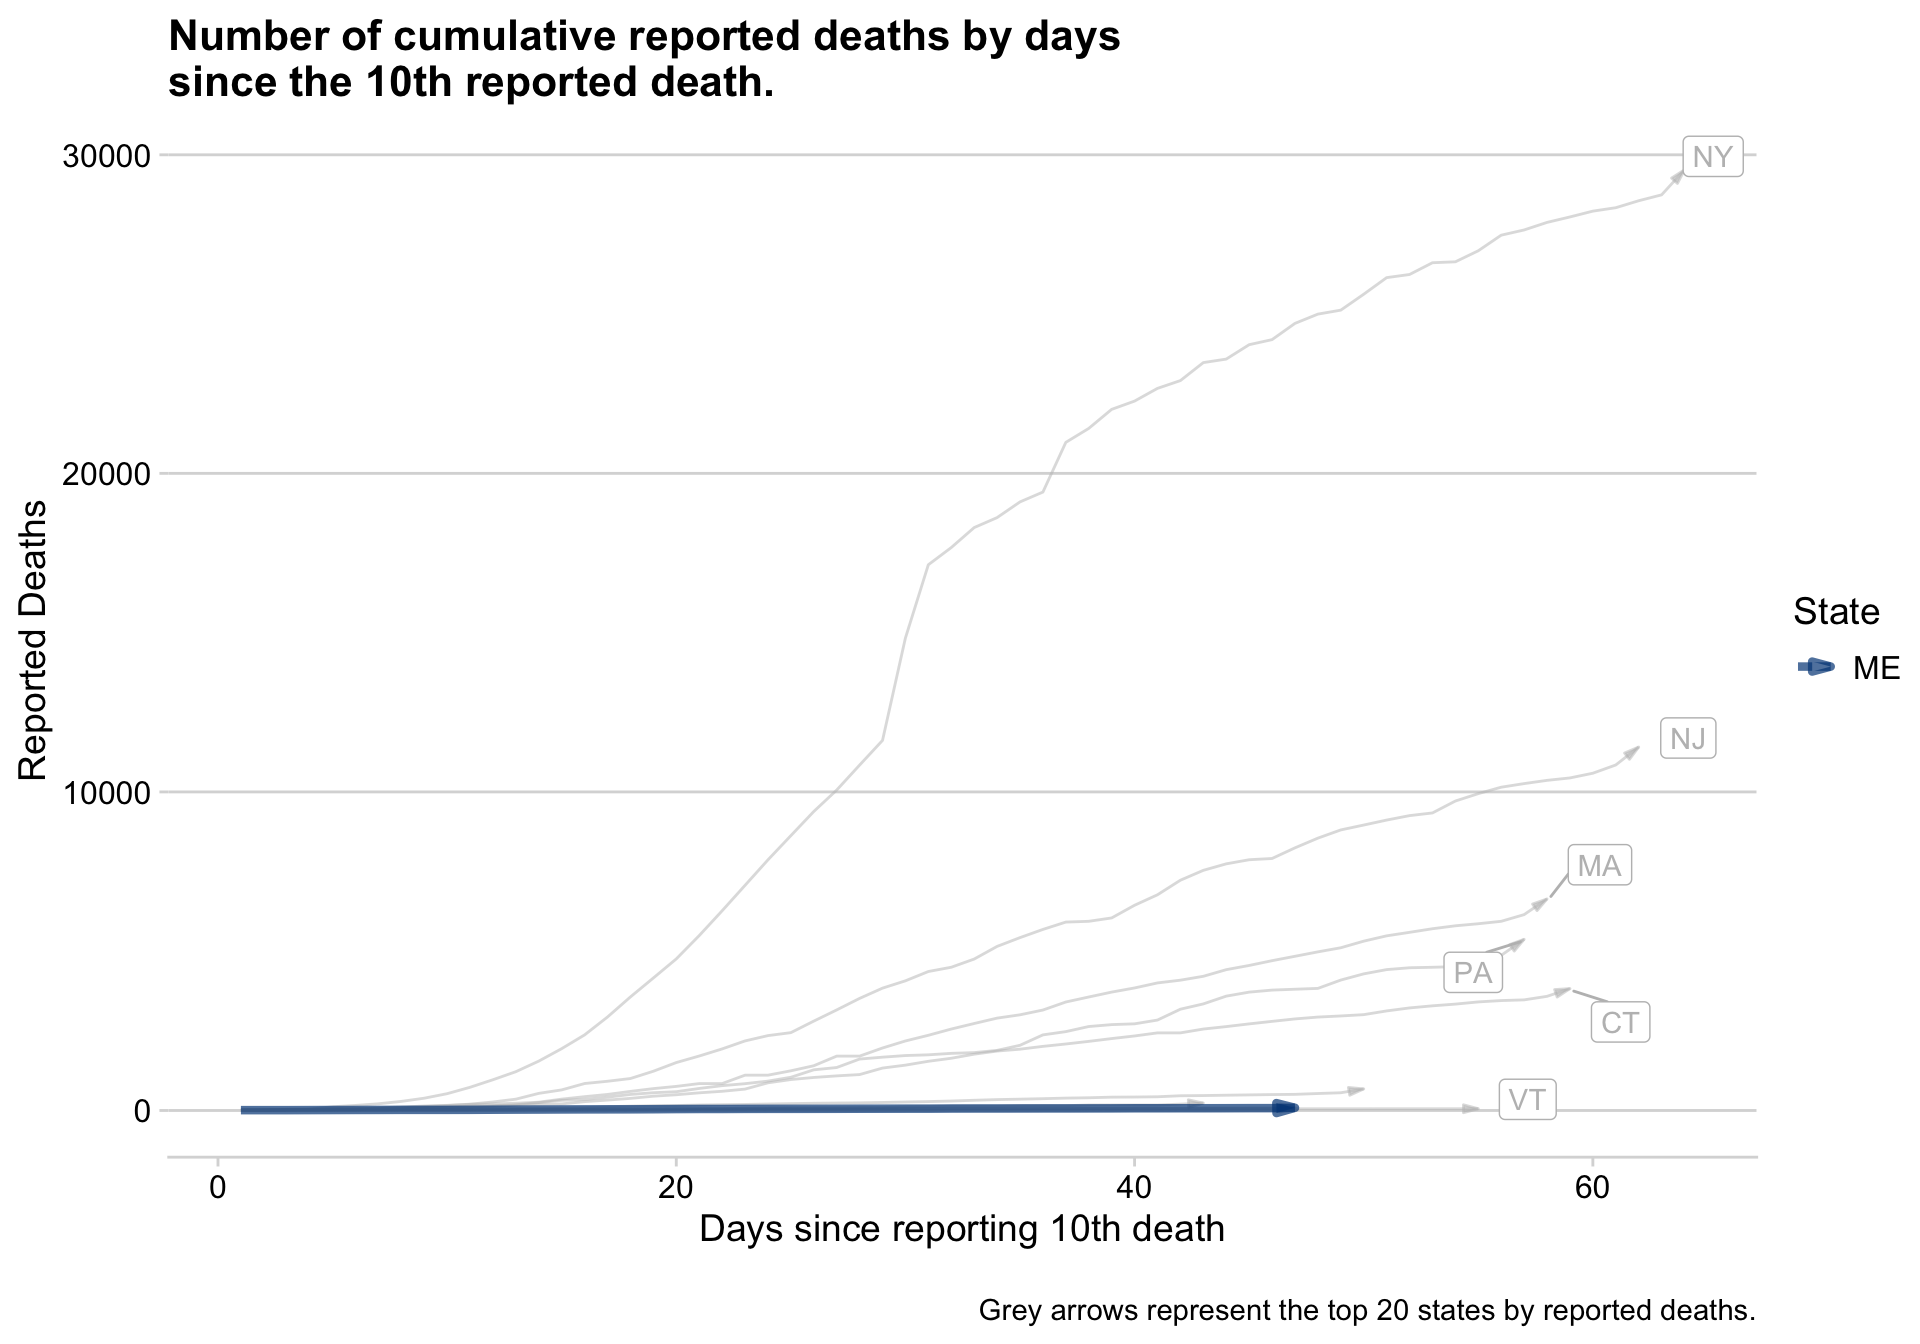 Number of cumulative reported deaths by days
since the 10th reported death.
30000
20000
10000
0
Reported Deaths
NY
NJ
MA
PA
CT
VT
State
ME
0 20 40 60
Days since reporting 10th death
Grey arrows represent the top 20 states by reported deaths.